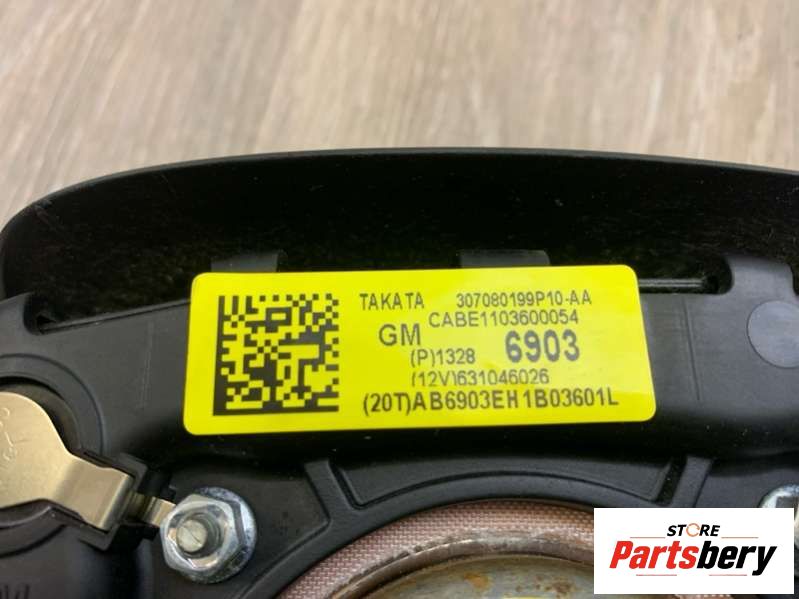 TAKATA 307080199P10-AA
CABE1103600054
GM
(P)1328 6903
(12V)631046026
(20T)AB6903EH1B03601L
STORE
Partsbery